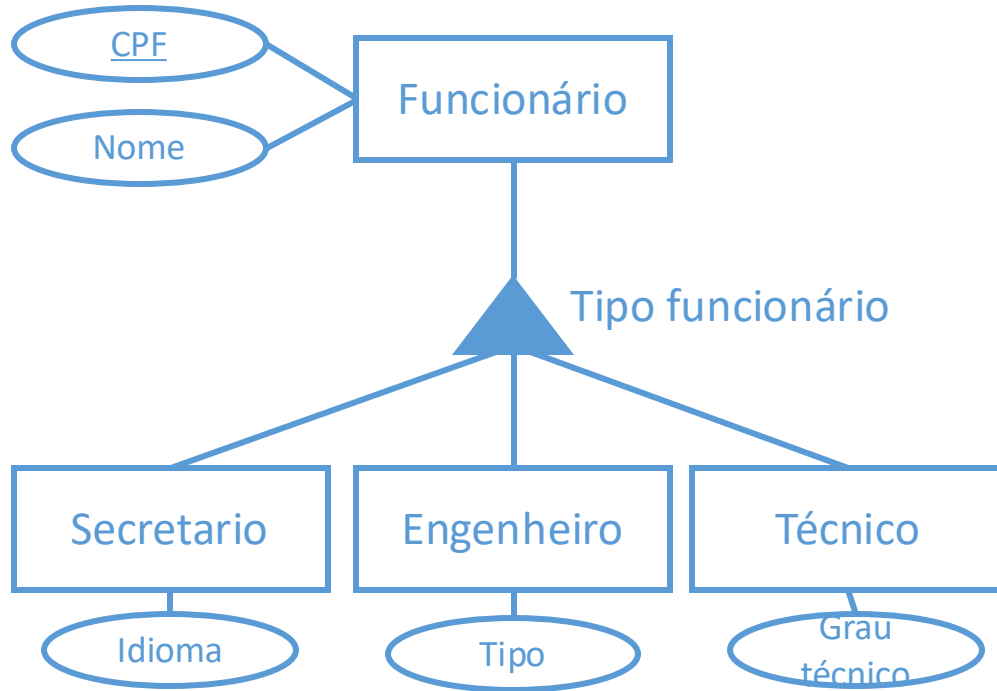 CPF
Funcionário
Nome
Tipo funcionário
Secretario
Engenheiro
Técnico
Idioma
Tipo
Grau
técnico